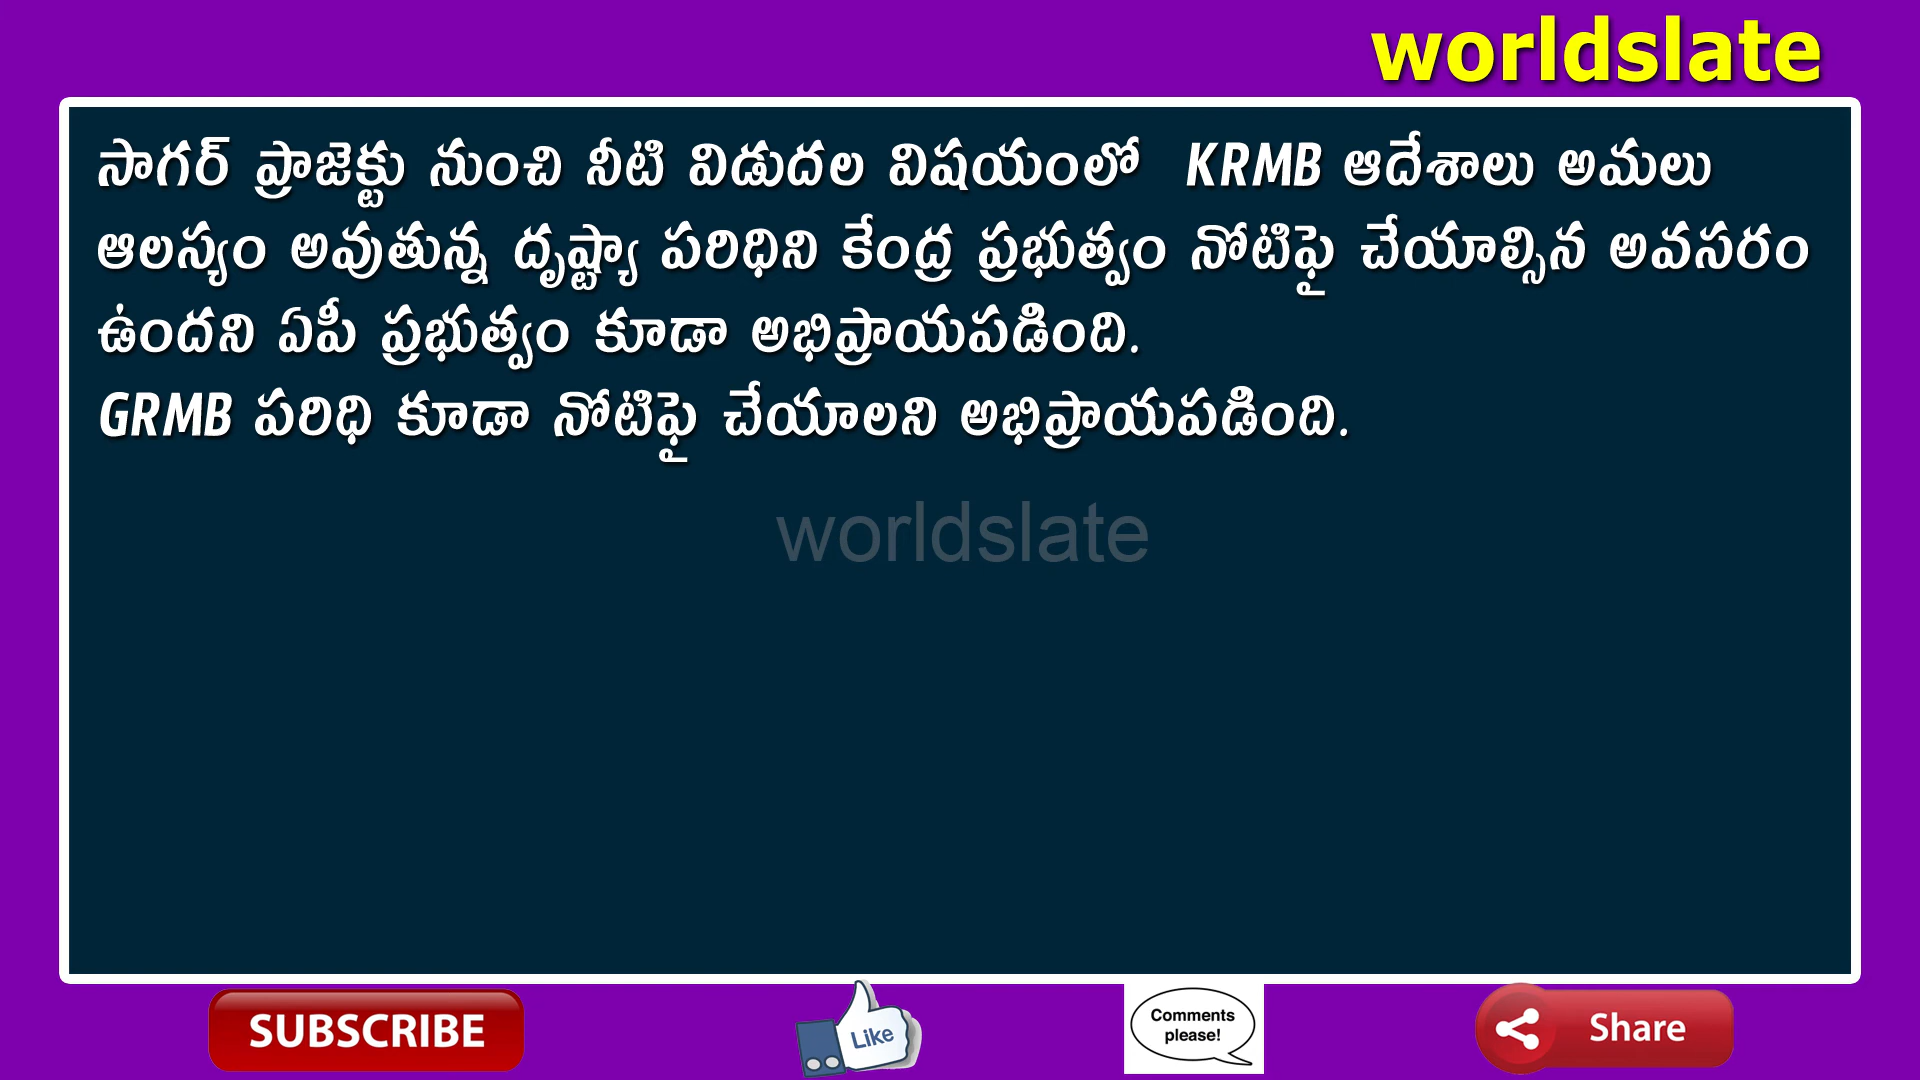 worldslate
సాగర్ ప్రాజెక్టు నుంచి నీటి విడుదల విషయంలో KRMB ఆదేశాలు అమలు
ఆలస్యం అవుతున్న దృష్ట్యా పరిధిని కేంద్ర ప్రభుత్వం నోటిఫై చేయాల్సిన అవసరం
ఉందని ఏపీ ప్రభుత్వం కూడా అభిప్రాయపడింది.
GRMB పరిధి కూడా నోటిఫై చేయాలని అభిప్రాయపడింది.
worldslate
SUBSCRIBE
Like
Comments
please!
Share